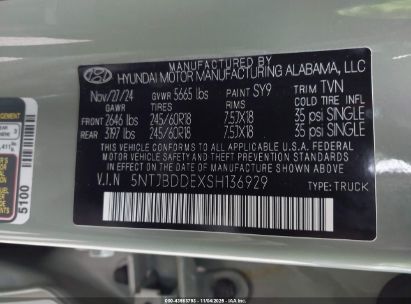 MANUFACTURED BY
HYUNDAI MOTOR MANUFACTURING ALABAMA, LLC
Nov/27/24 GVWR 5665 lbs PAINT SY9 TRIM TVN
GAWR TIRES RIMS COLD TIRE INFL
FRONT 2646 lbs 245/60R18 7.5JX18 35 psi SINGLE
REAR 3197 lbs 245/60R18 7.5JX18 35 psi SINGLE
THIS VEHICLE CONFORMS TO ALL APPLICABLE
U.S.A. FEDERAL MOTOR VEHICLE SAFETY STANDARDS
IN EFFECT ON THE DATE OF MANUFACTURE SHOWN ABOVE.
V.I.N 5NTJBDDEXSH136929 TYPE: TRUCK
5100